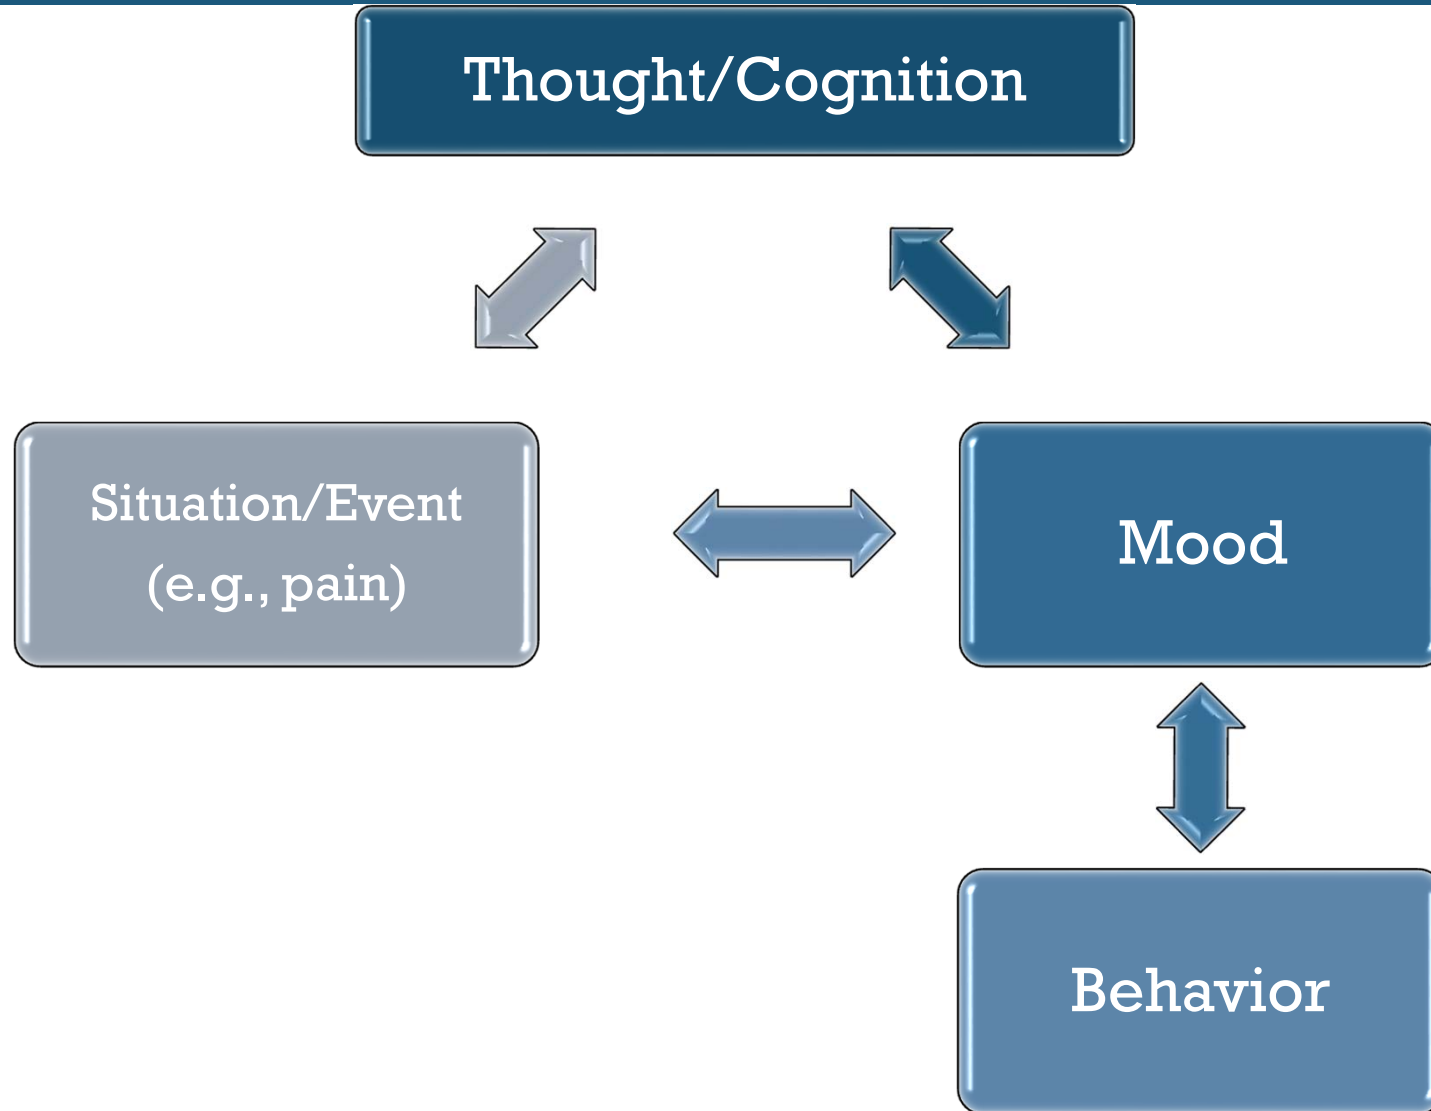 Thought/Cognition
Situation/Event
(e.g., pain)
Mood
Behavior